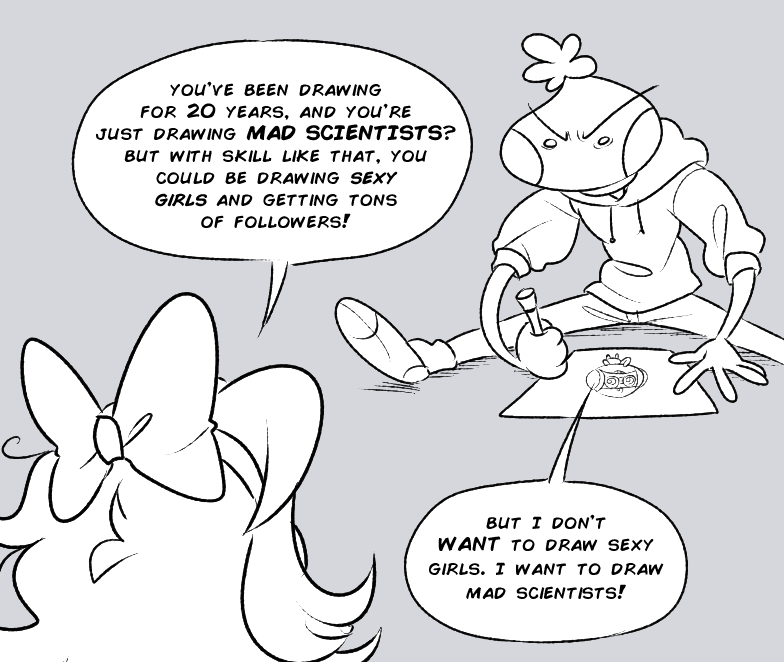 YOU'VE BEEN DRAWING
FOR 20 YEARS, AND YOU'RE
JUST DRAWING MAD SCIENTISTS?
BUT WITH SKILL LIKE THAT, YOU
COULD BE DRAWING SEXY
GIRLS AND GETTING TONS
OF FOLLOWERS!
BUT I DON'T
WANT TO DRAW SEXY
GIRLS. I WANT TO DRAW
MAD SCIENTISTS!